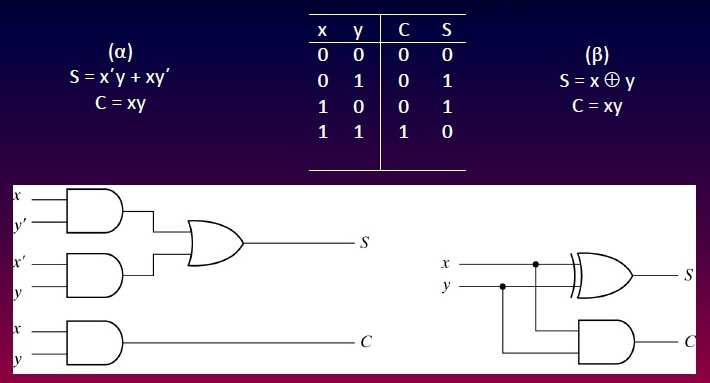 (α)
S = x′y + xy′
C = xy
x y C S
0 0 0 0
0 1 0 1
1 0 0 1
1 1 1 0
(β)
S = x ⊕ y
C = xy
x
y′
x′
y
x
y
S
C
x
y
S
C